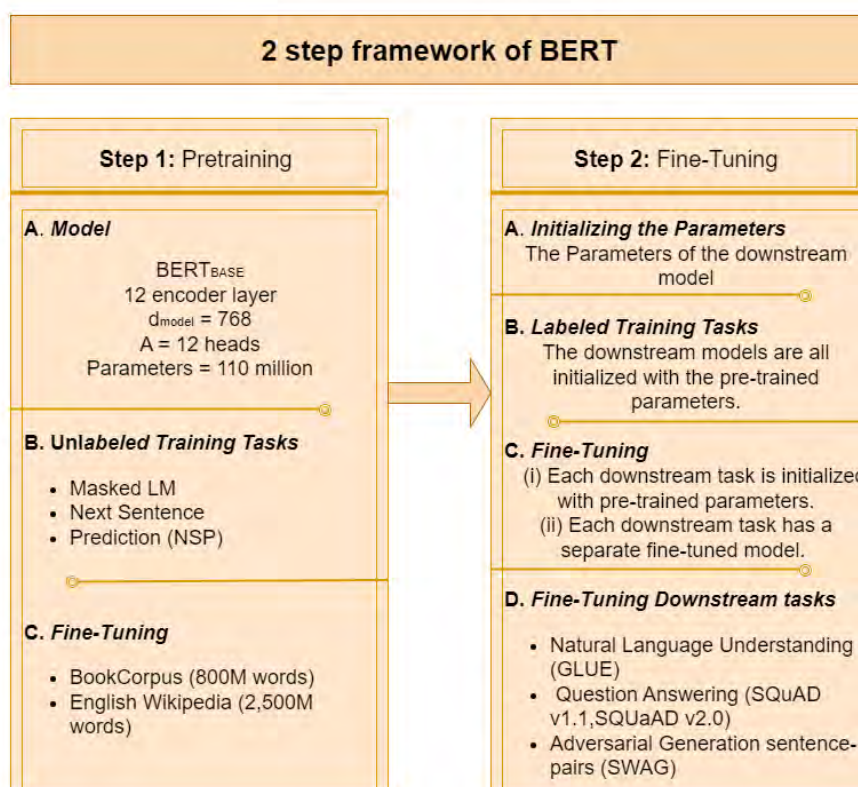 2 step framework of BERT
Step 1: Pretraining
A. Model
BERTBASE
12 encoder layer
dmodel = 768
A = 12 heads
Parameters = 110 million
B. Unlabeled Training Tasks
• Masked LM
• Next Sentence
• Prediction (NSP)
C. Fine-Tuning
• BookCorpus (800M words)
• English Wikipedia (2,500M
words)
Step 2: Fine-Tuning
A. Initializing the Parameters
The Parameters of the downstream
model
B. Labeled Training Tasks
The downstream models are all
initialized with the pre-trained
parameters.
C. Fine-Tuning
(i) Each downstream task is initialized
with pre-trained parameters.
(ii) Each downstream task has a
separate fine-tuned model.
D. Fine-Tuning Downstream tasks
• Natural Language Understanding
(GLUE)
• Question Answering (SQuAD
v1.1,SQUaAD v2.0)
• Adversarial Generation sentence-
pairs (SWAG)